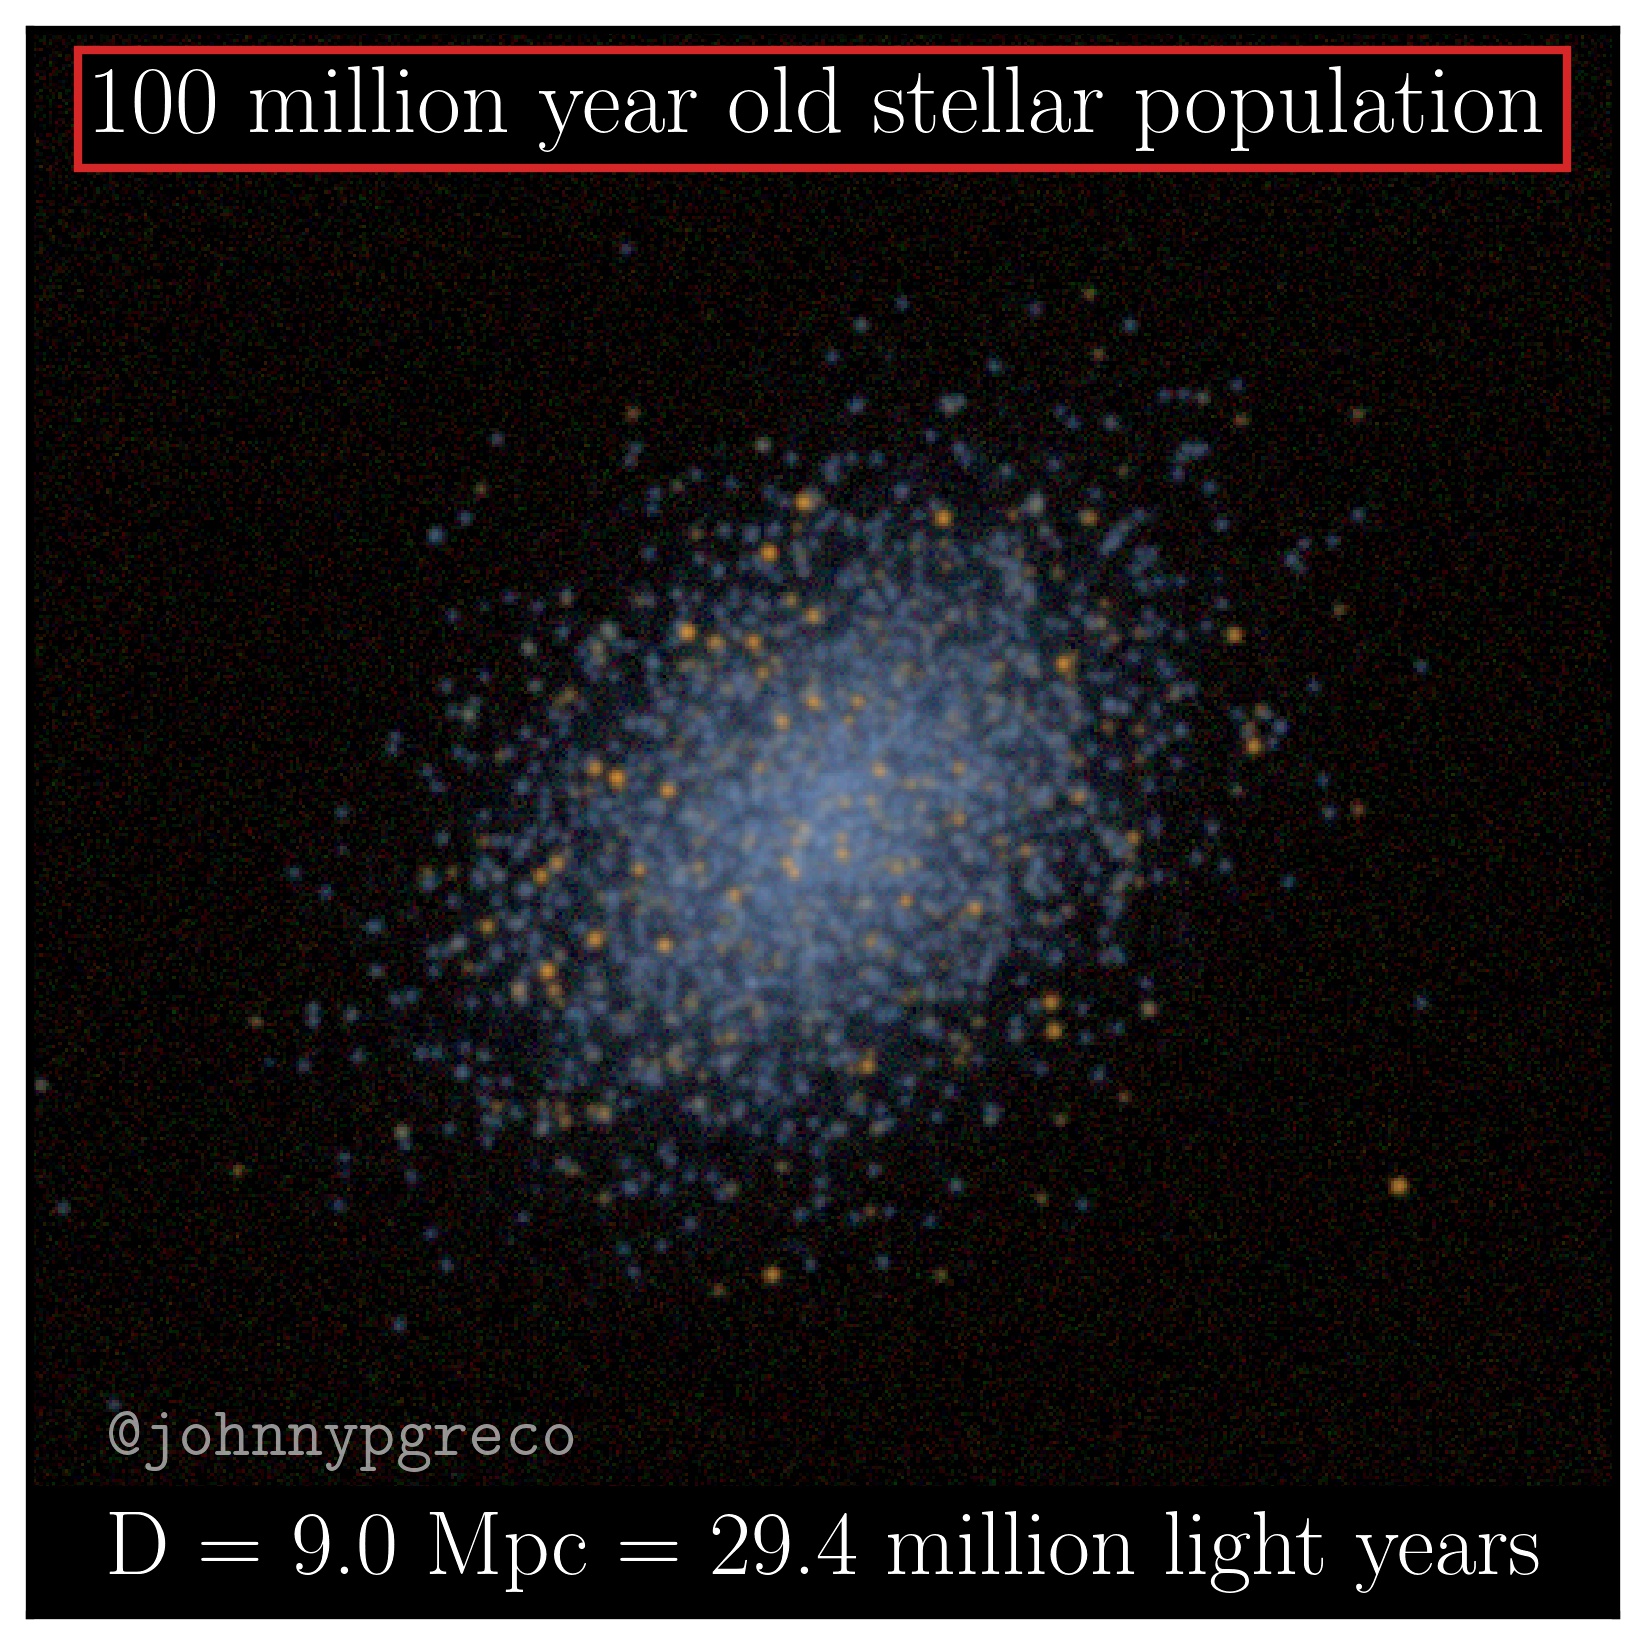 100 million year old stellar population
@johnnypgreco
D = 9.0 Mpc = 29.4 million light years